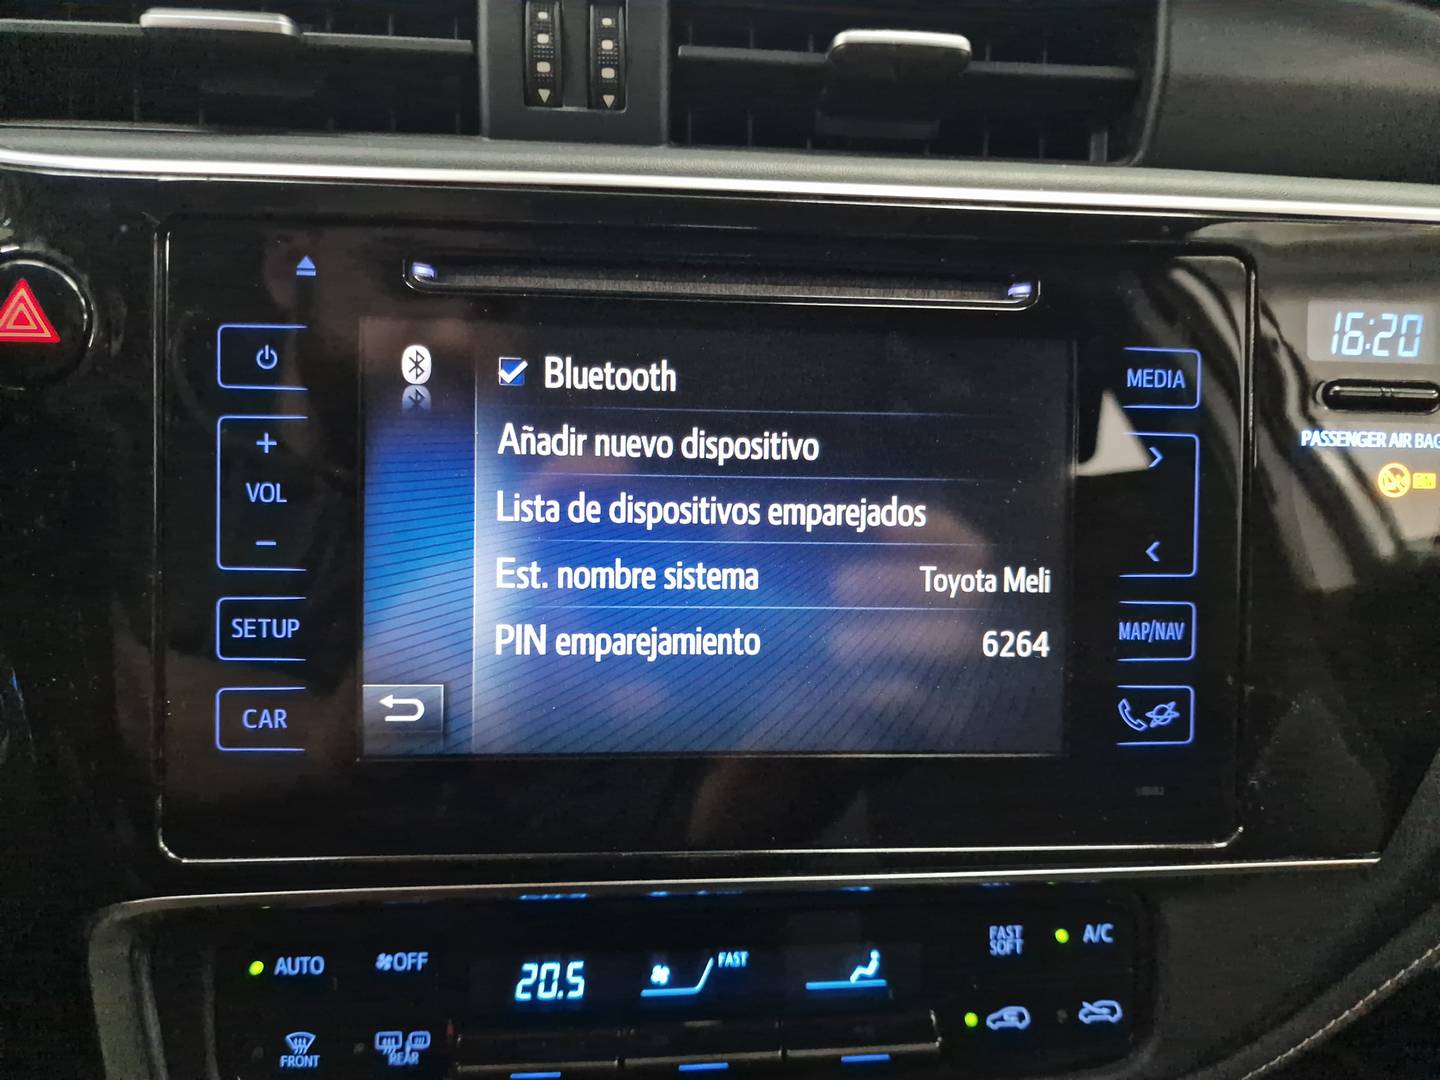 MEDIA
16:20
PASSENGER AIR BAG
+
VOL
-
SETUP
CAR
Bluetooth
Añadir nuevo dispositivo
Lista de dispositivos emparejados
Est. nombre sistema Toyota Meli
PIN emparejamiento 6264
>
<
MAP/NAV
AUTO
OFF
20.5
FAST
FAST
SOFT
A/C
FRONT
REAR